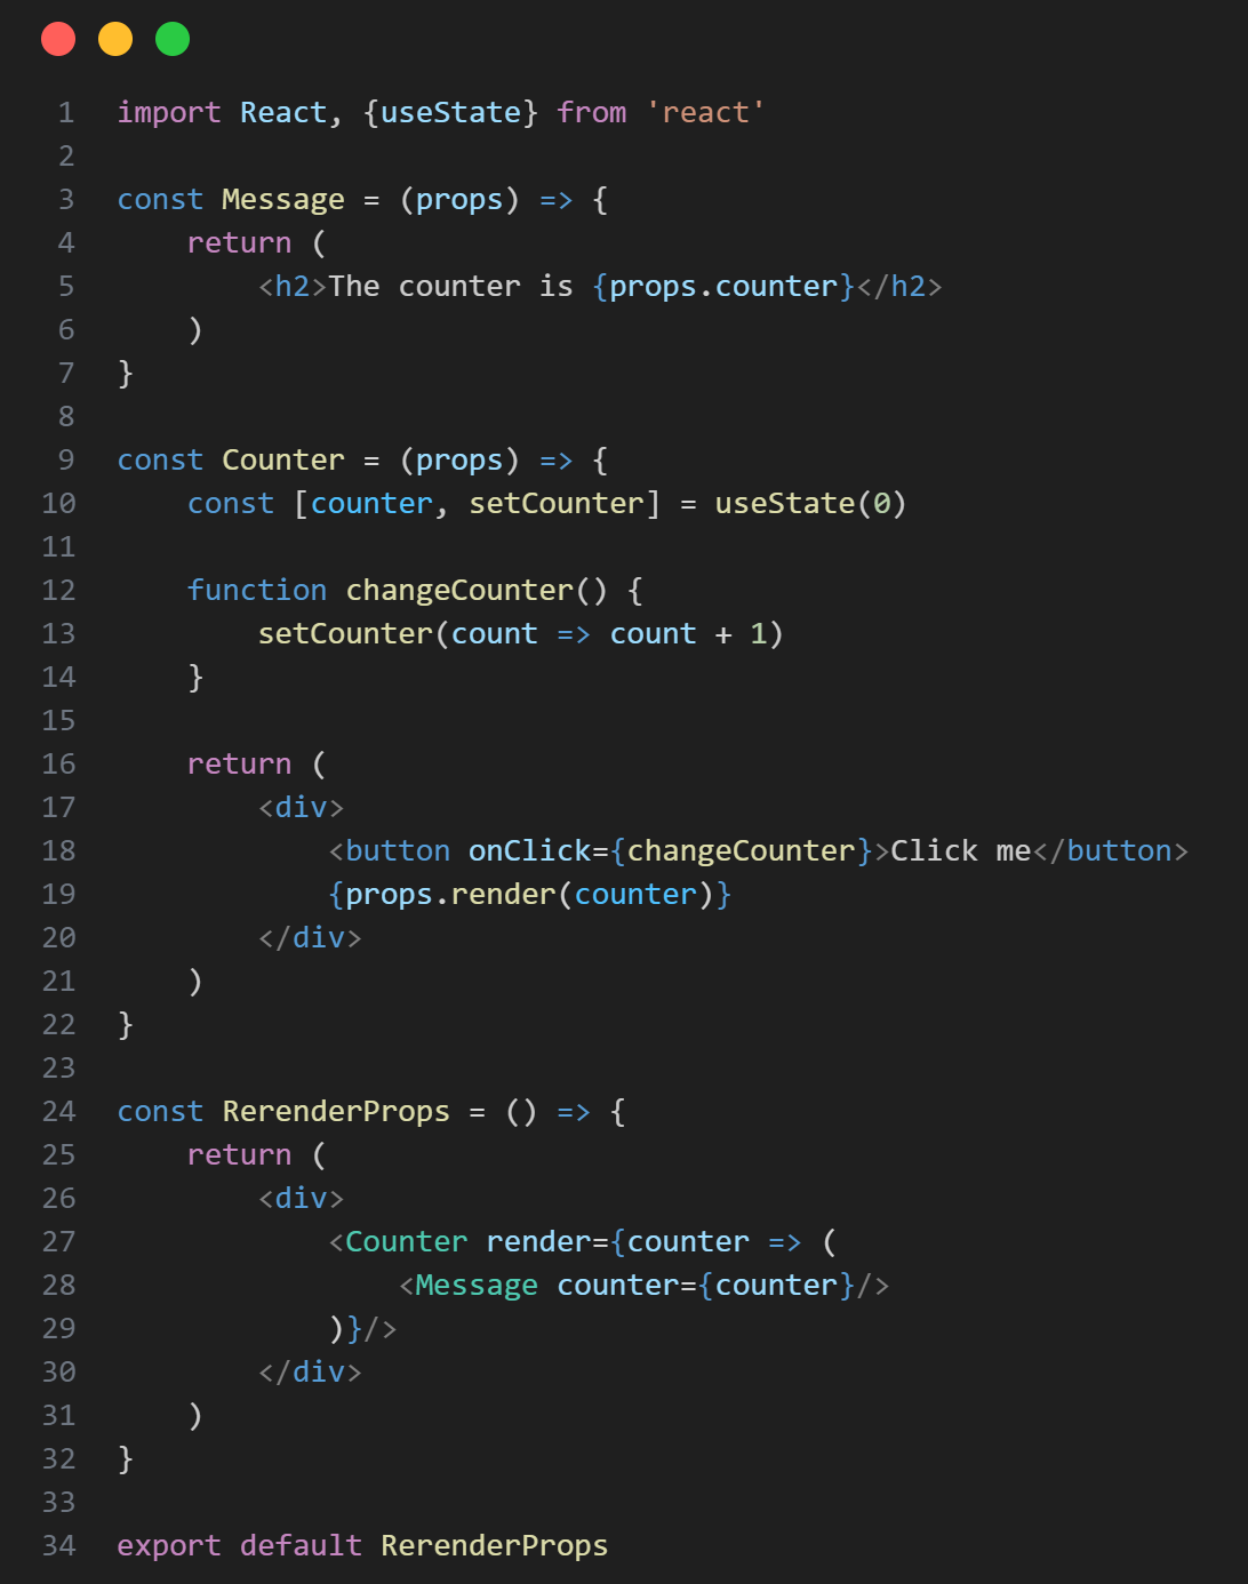 1 import React, {useState} from 'react'
2
3 const Message = (props) => {
4     return (
5         <h2>The counter is {props.counter}</h2>
6     )
7 }
8
9 const Counter = (props) => {
10     const [counter, setCounter] = useState(0)
11
12     function changeCounter() {
13         setCounter(count => count + 1)
14     }
15
16     return (
17         <div>
18             <button onClick={changeCounter}>Click me</button>
19             {props.render(counter)}
20         </div>
21     )
22 }
23
24 const RerenderProps = () => {
25     return (
26         <div>
27             <Counter render={counter => (
28                 <Message counter={counter}/>
29             )}/>
30         </div>
31     )
32 }
33
34 export default RerenderProps